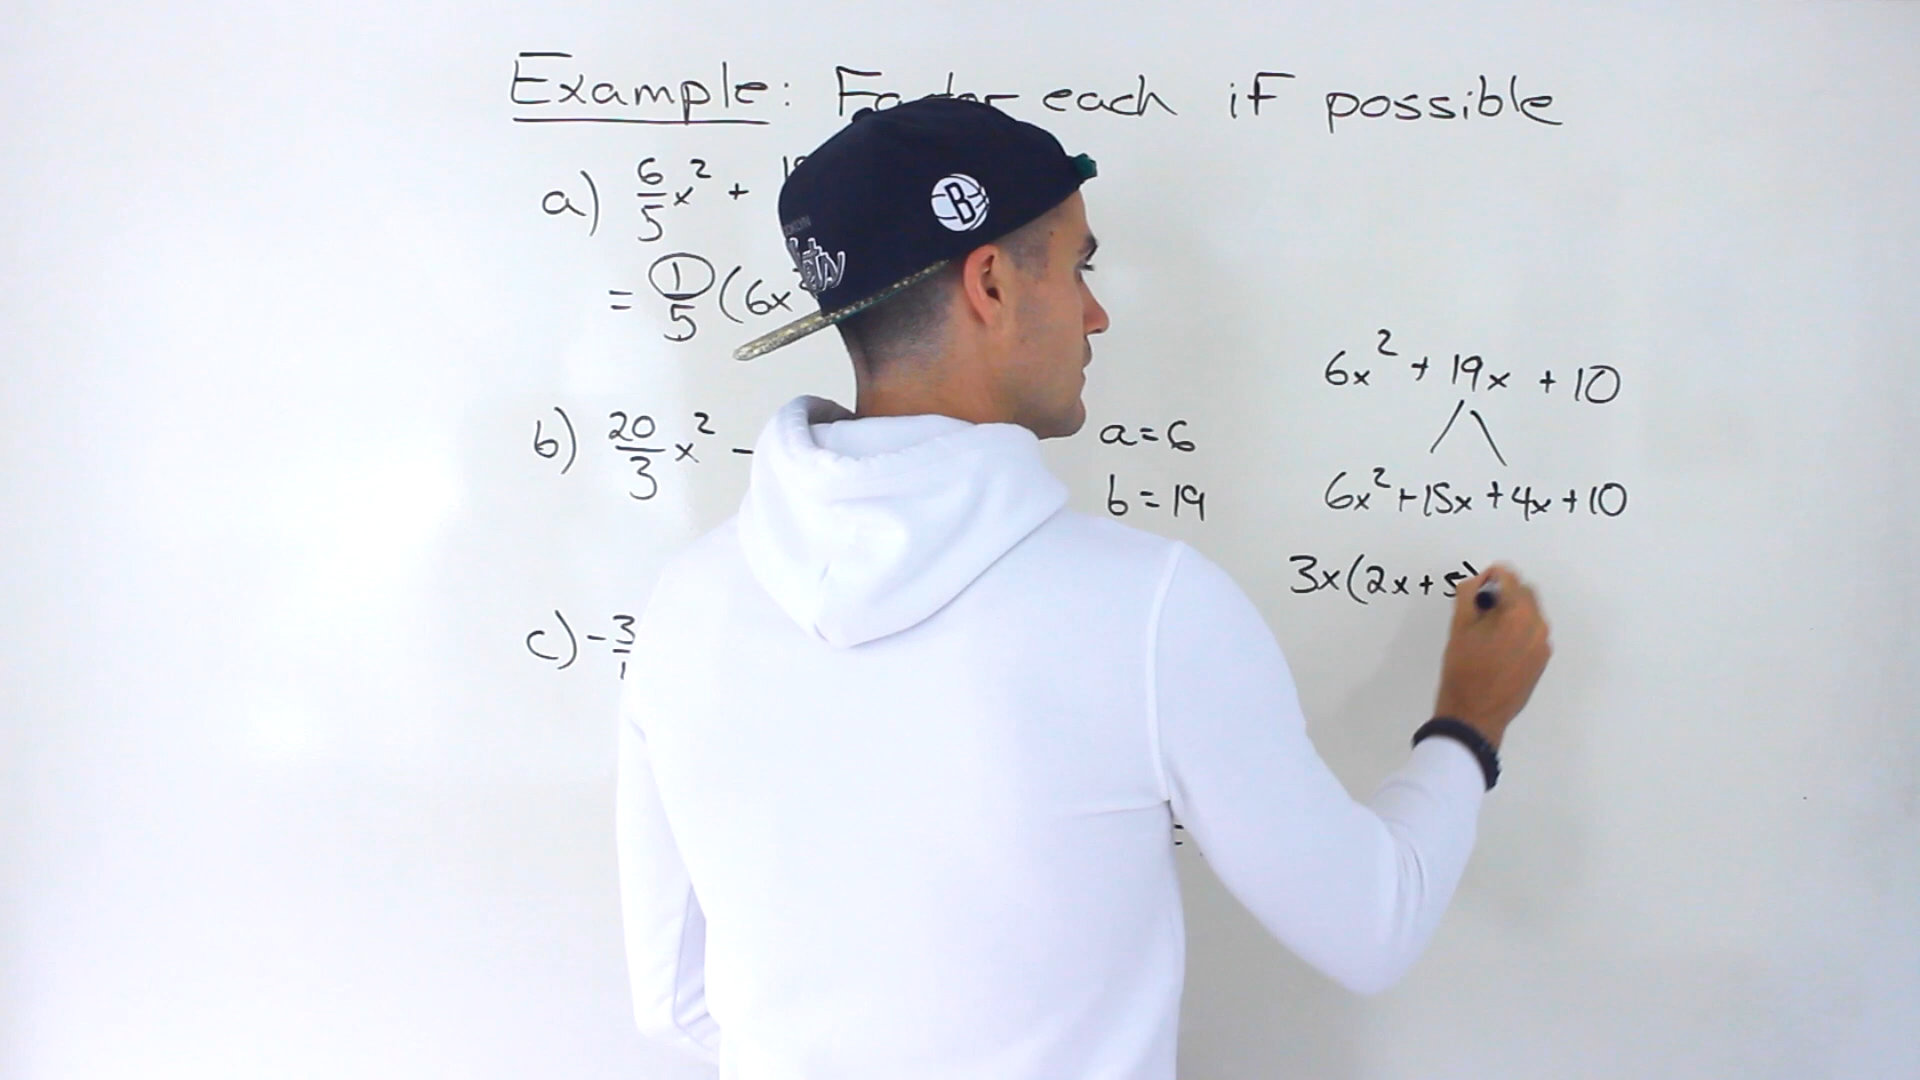 Example: Factor each if possible
a) 6/5 x² +
= 1/5 (6x
b) 20/3 x² -
c) - 3
6x² + 19x + 10
a=6
b=19
6x²+15x+4x+10
3x(2x+5)
B